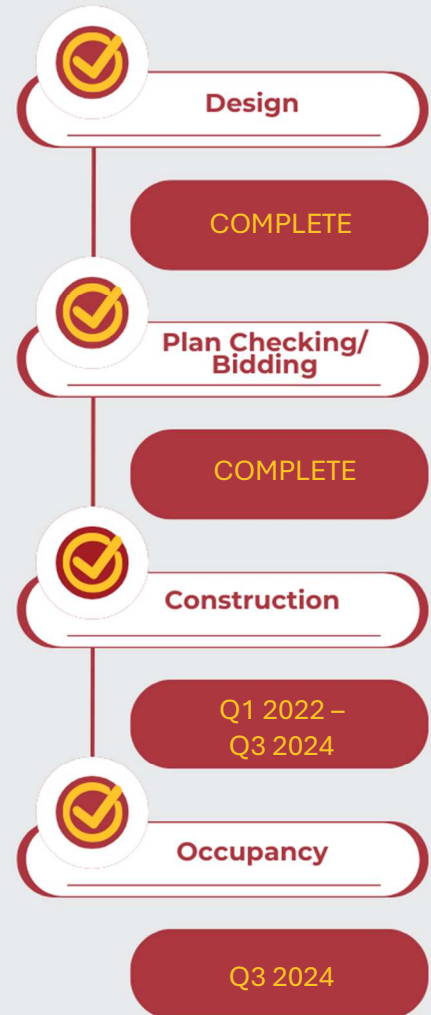 Design
COMPLETE
Plan Checking/
Bidding
COMPLETE
Construction
Q1 2022 –
Q3 2024
Occupancy
Q3 2024